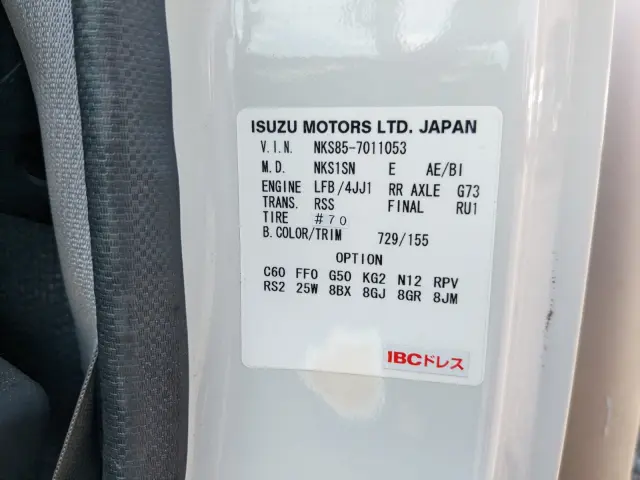 ISUZU MOTORS LTD. JAPAN
V.I.N. NKS85-7011053
M.D. NKS1SN E AE/BI
ENGINE LFB/4JJ1 RR AXLE G73
TRANS. RSS FINAL RU1
TIRE #70
B.COLOR/TRIM 729/155
OPTION
C60 FF0 G50 KG2 N12 RPV
RS2 25W 8BX 8GJ 8GR 8JM
IBCドレス